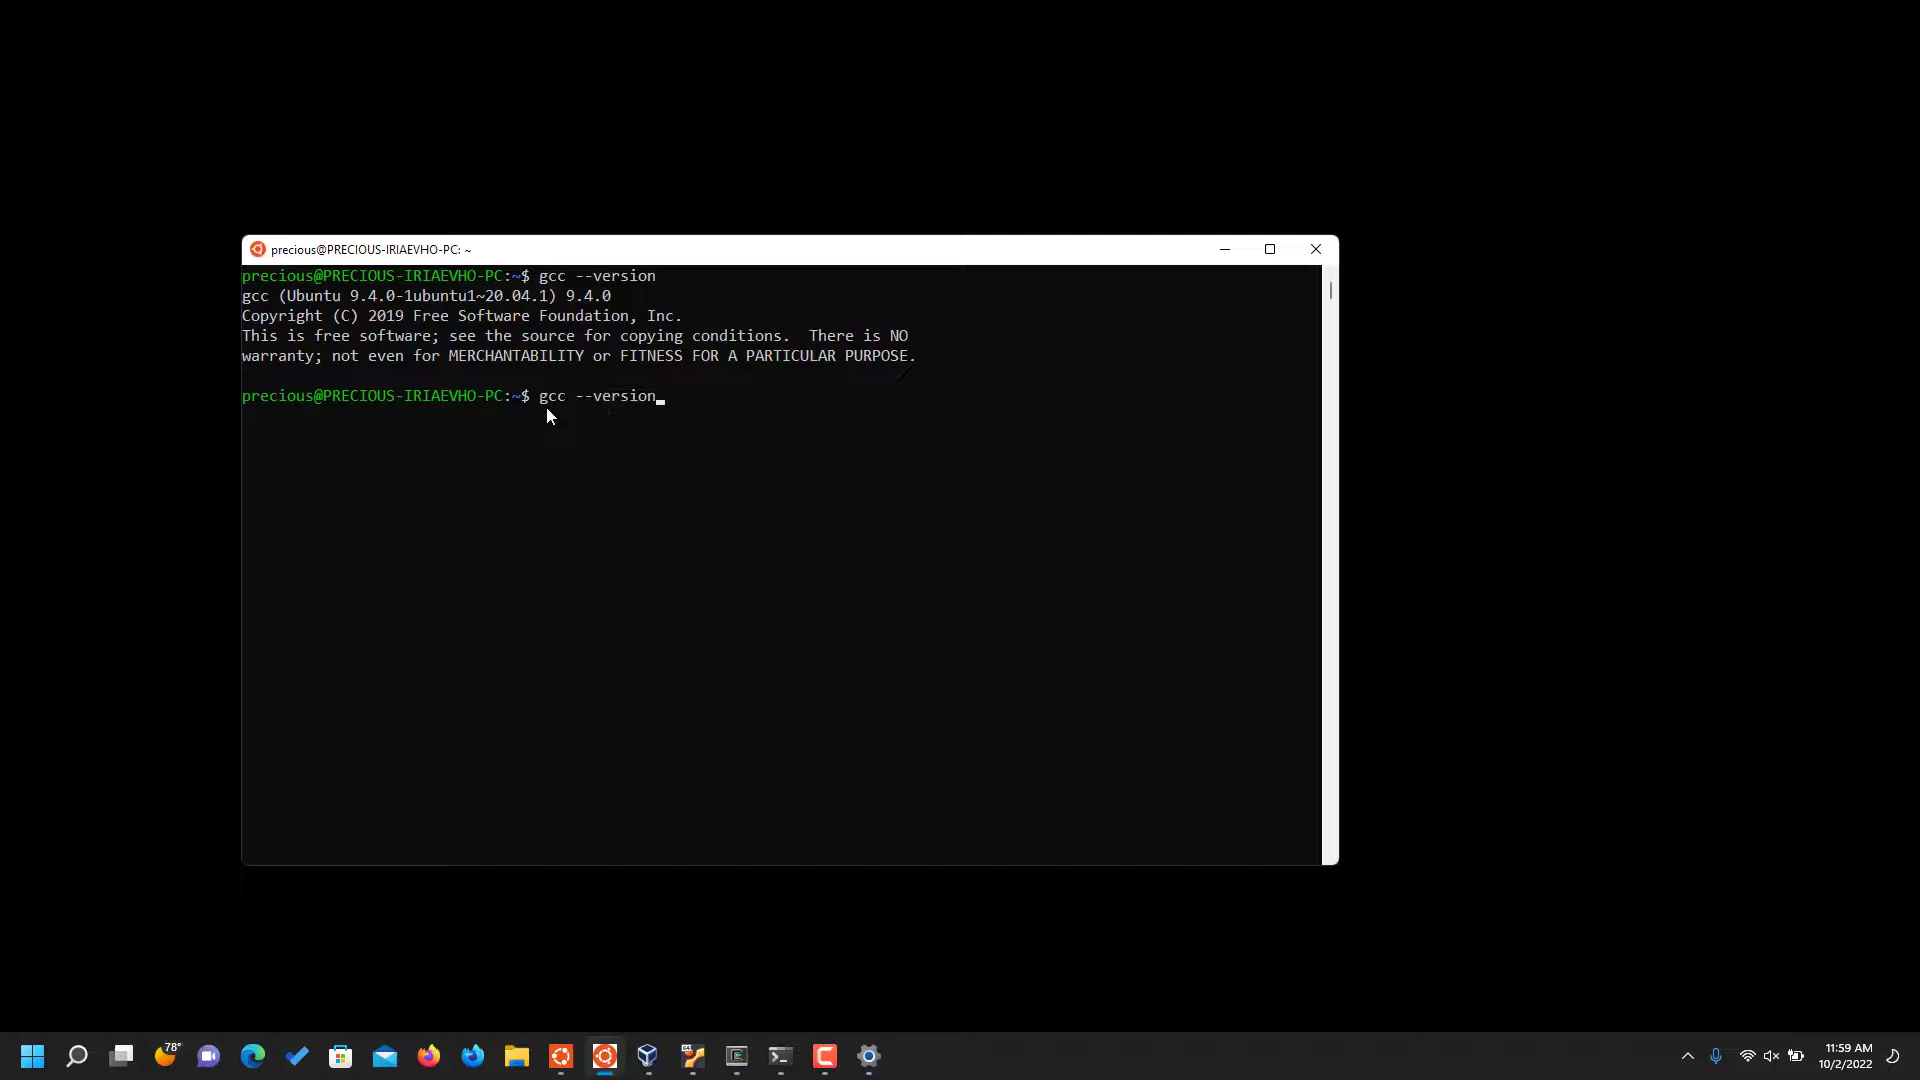 precious@PRECIOUS-IRIAEVHO-PC: ~
precious@PRECIOUS-IRIAEVHO-PC:~$ gcc --version
gcc (Ubuntu 9.4.0-1ubuntu1~20.04.1) 9.4.0
Copyright (C) 2019 Free Software Foundation, Inc.
This is free software; see the source for copying conditions.  There is NO
warranty; not even for MERCHANTABILITY or FITNESS FOR A PARTICULAR PURPOSE.
precious@PRECIOUS-IRIAEVHO-PC:~$ gcc --version
78°
11:59 AM
10/2/2022